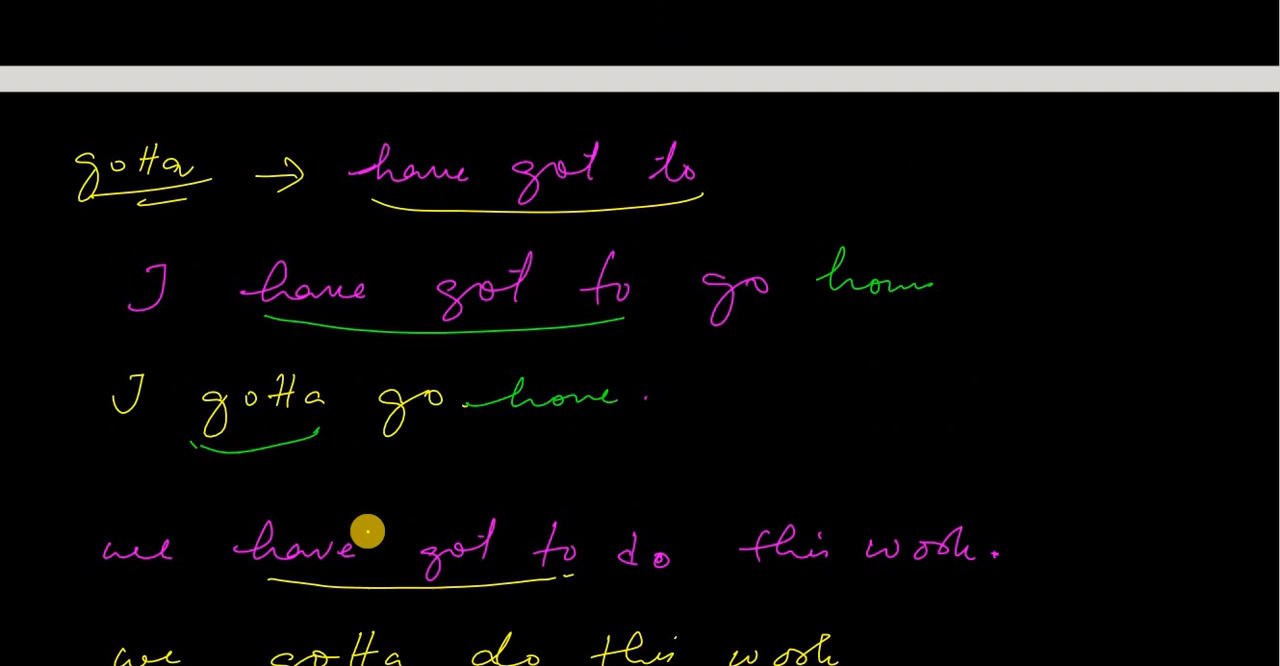 gotta → have got to
I have got to go home
I gotta go home.
we have got to do this work.
we gotta do this work